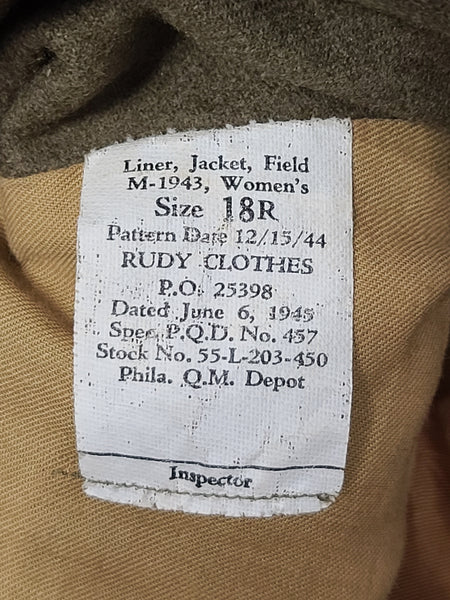 Liner, Jacket, Field
M-1943, Women's
Size 18R
Pattern Date 12/15/44
RUDY CLOTHES
P.O. 25398
Dated June 6, 1945
Spec. P.Q.D. No. 457
Stock No. 55-L-203-450
Phila. Q.M. Depot
Inspector